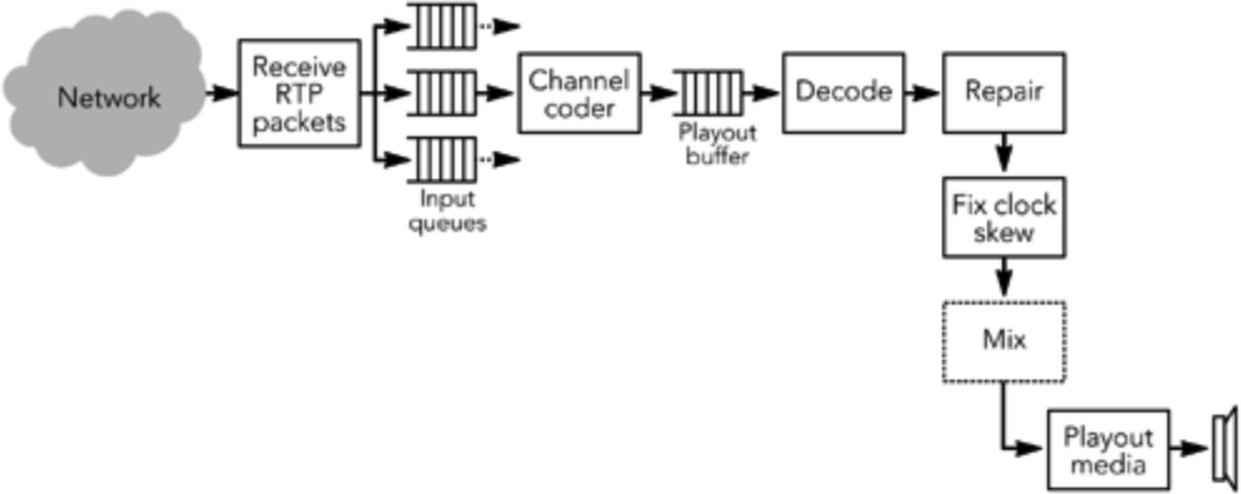 Network
Receive
RTP
packets
Input
queues
Channel
coder
Playout
buffer
Decode
Repair
Fix clock
skew
Mix
Playout
media